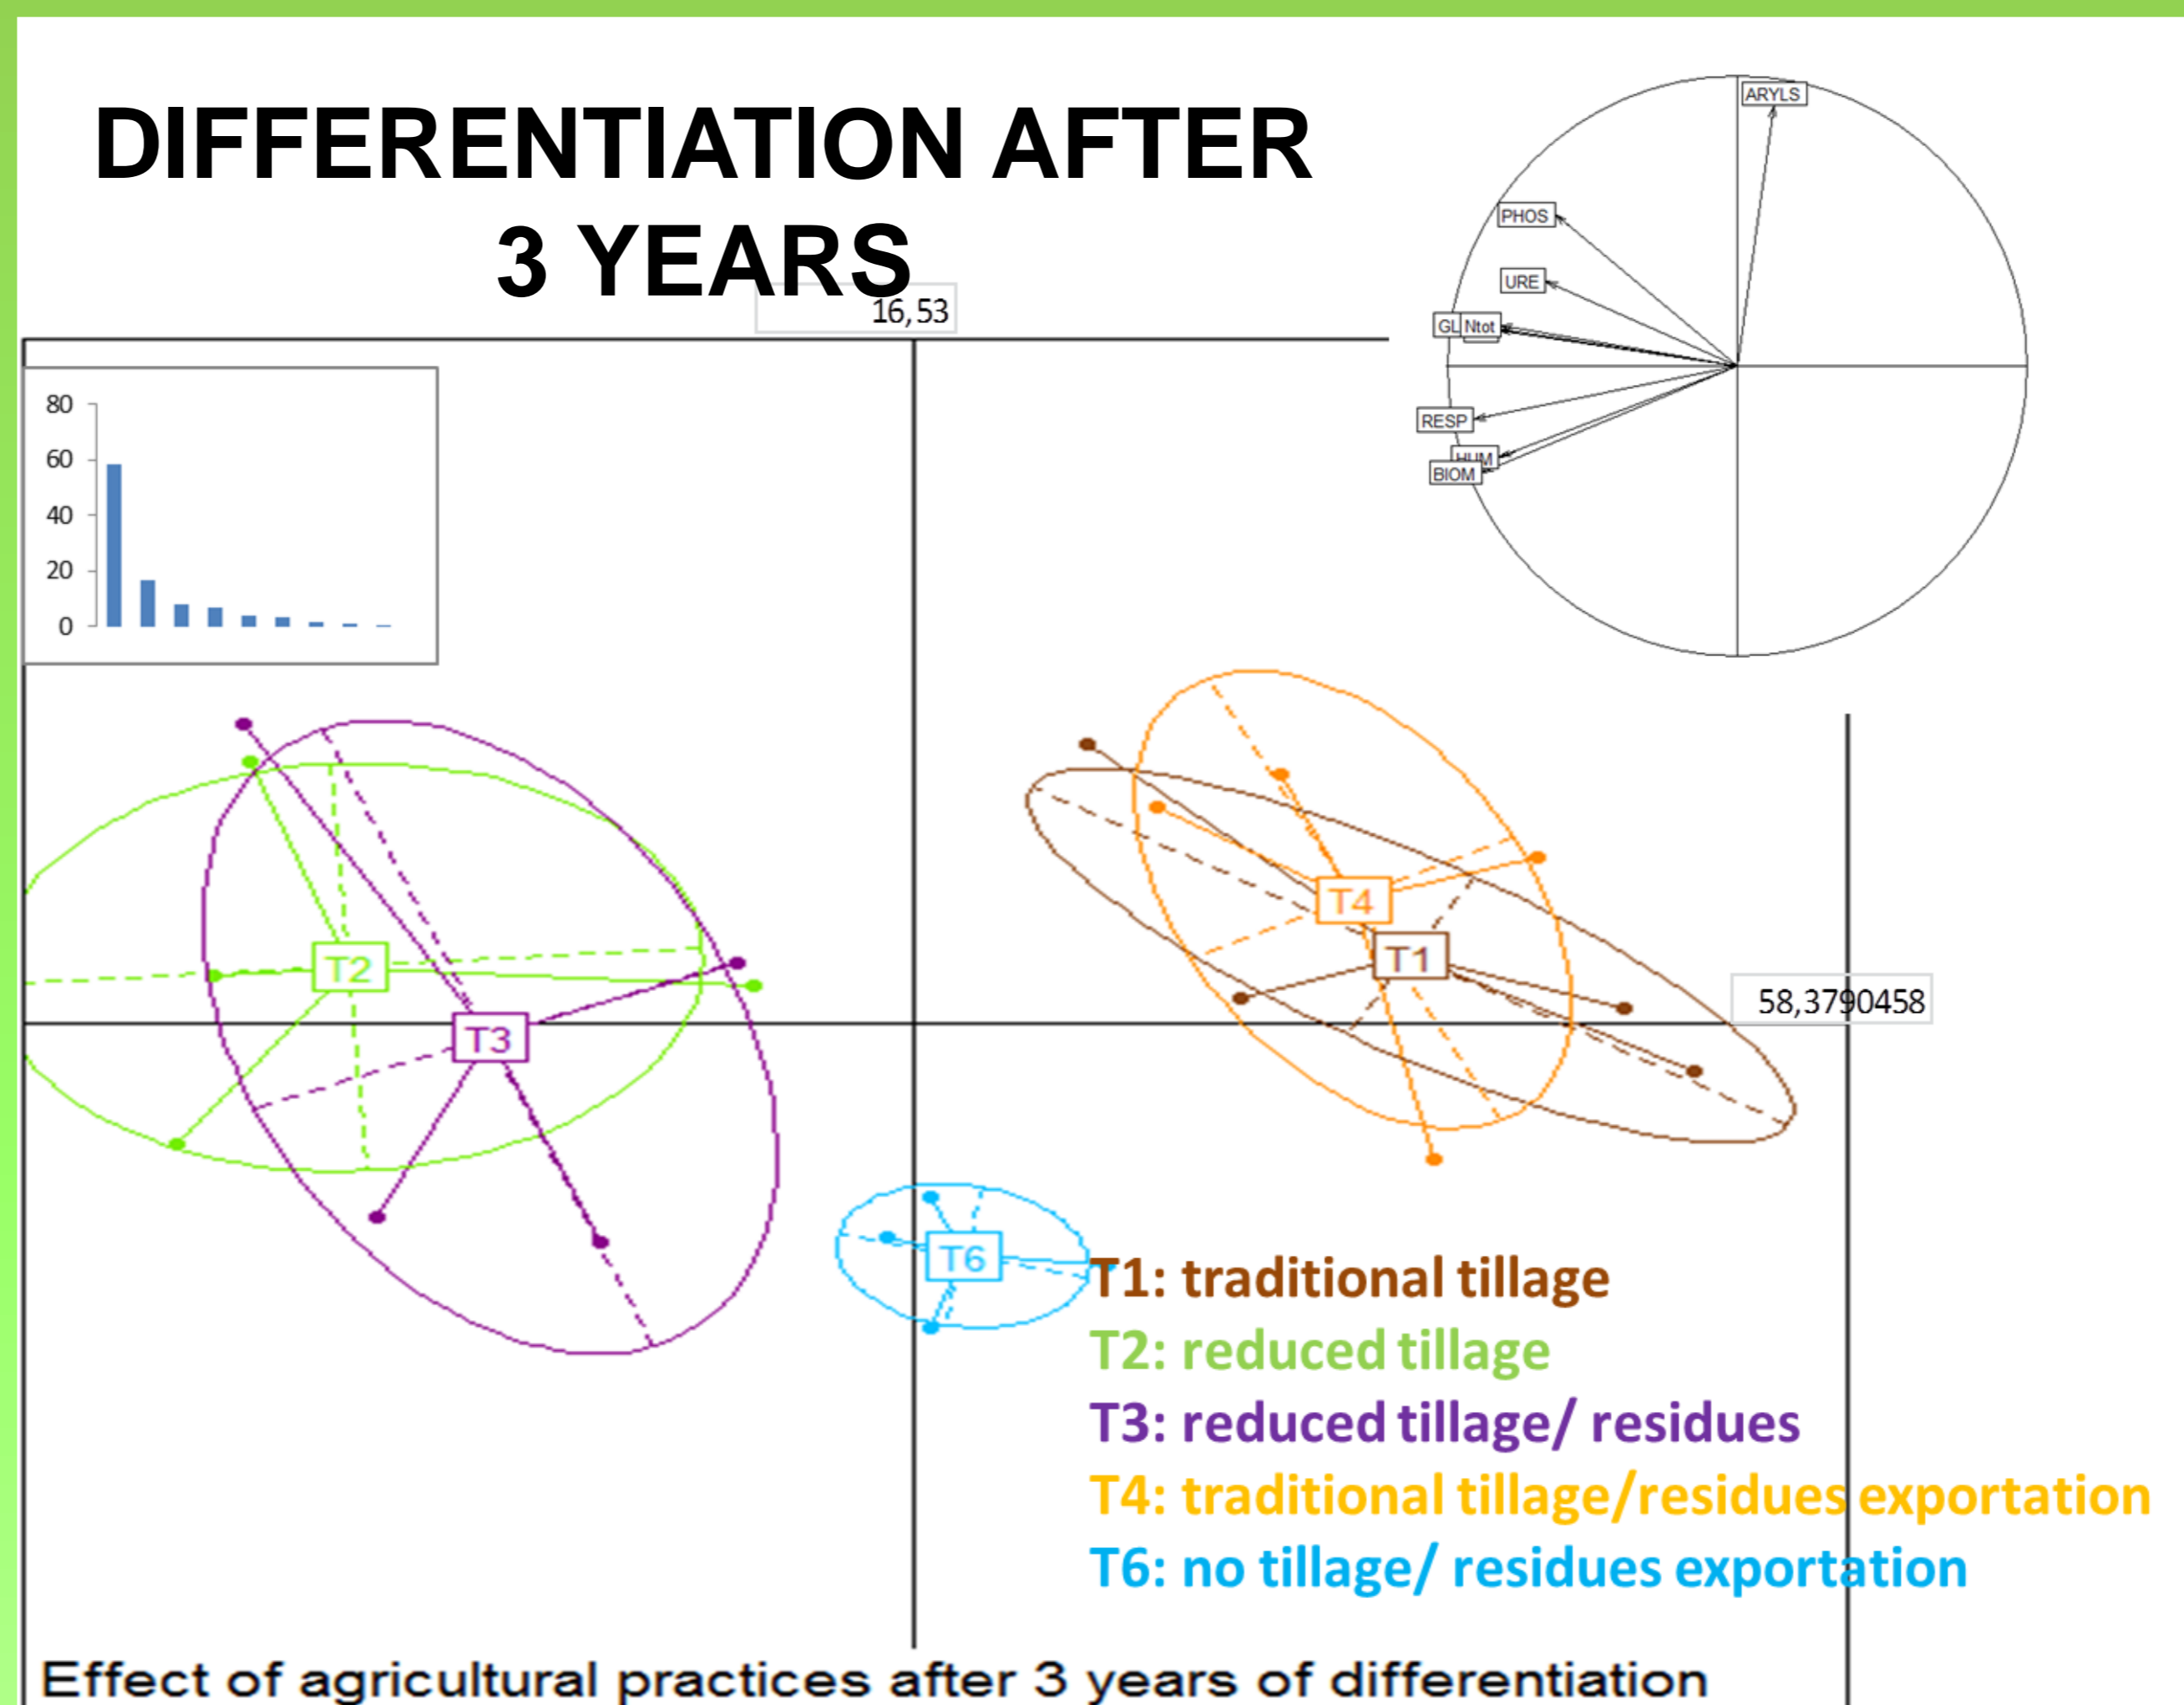 DIFFERENTIATION AFTER
3 YEARS
16,53
ARYLS
PHOS
URE
GL Ntot
RESP
HUM
BIOM
80
60
40
20
0
T4
T2
T1
T3
58,3790458
T6
T1: traditional tillage
T2: reduced tillage
T3: reduced tillage/ residues
T4: traditional tillage/residues exportation
T6: no tillage/ residues exportation
Effect of agricultural practices after 3 years of differentiation